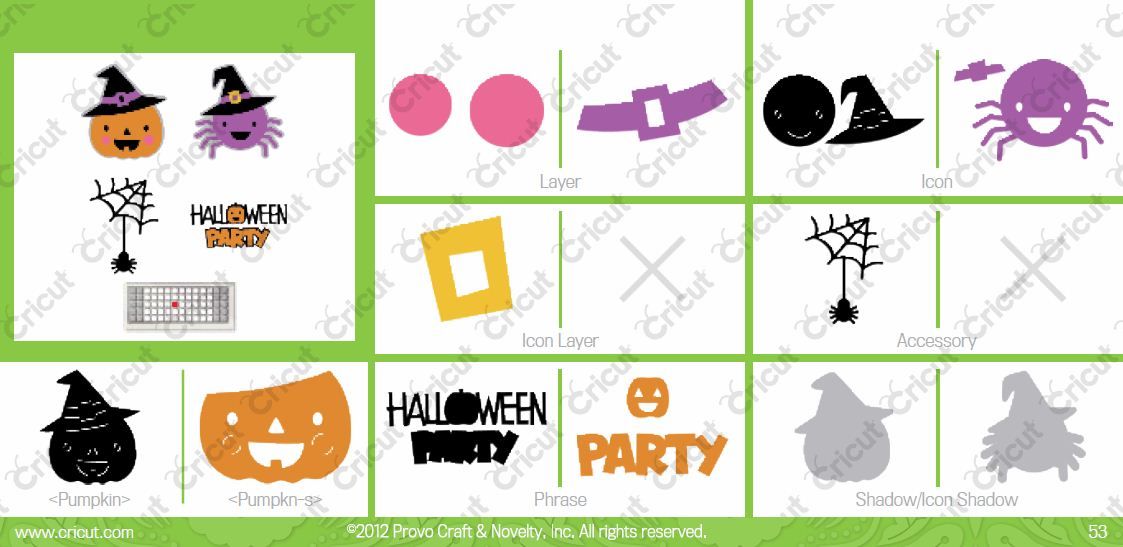 HALLOWEEN
PARTY
Layer
Icon
Icon Layer
Accessory
HALLOWEEN
PARTY
PARTY
<Pumpkin>
<Pumpkn-s>
Phrase
Shadow/Icon Shadow
www.cricut.com
©2012 Provo Craft & Novelty, Inc. All rights reserved.
53
Cricut